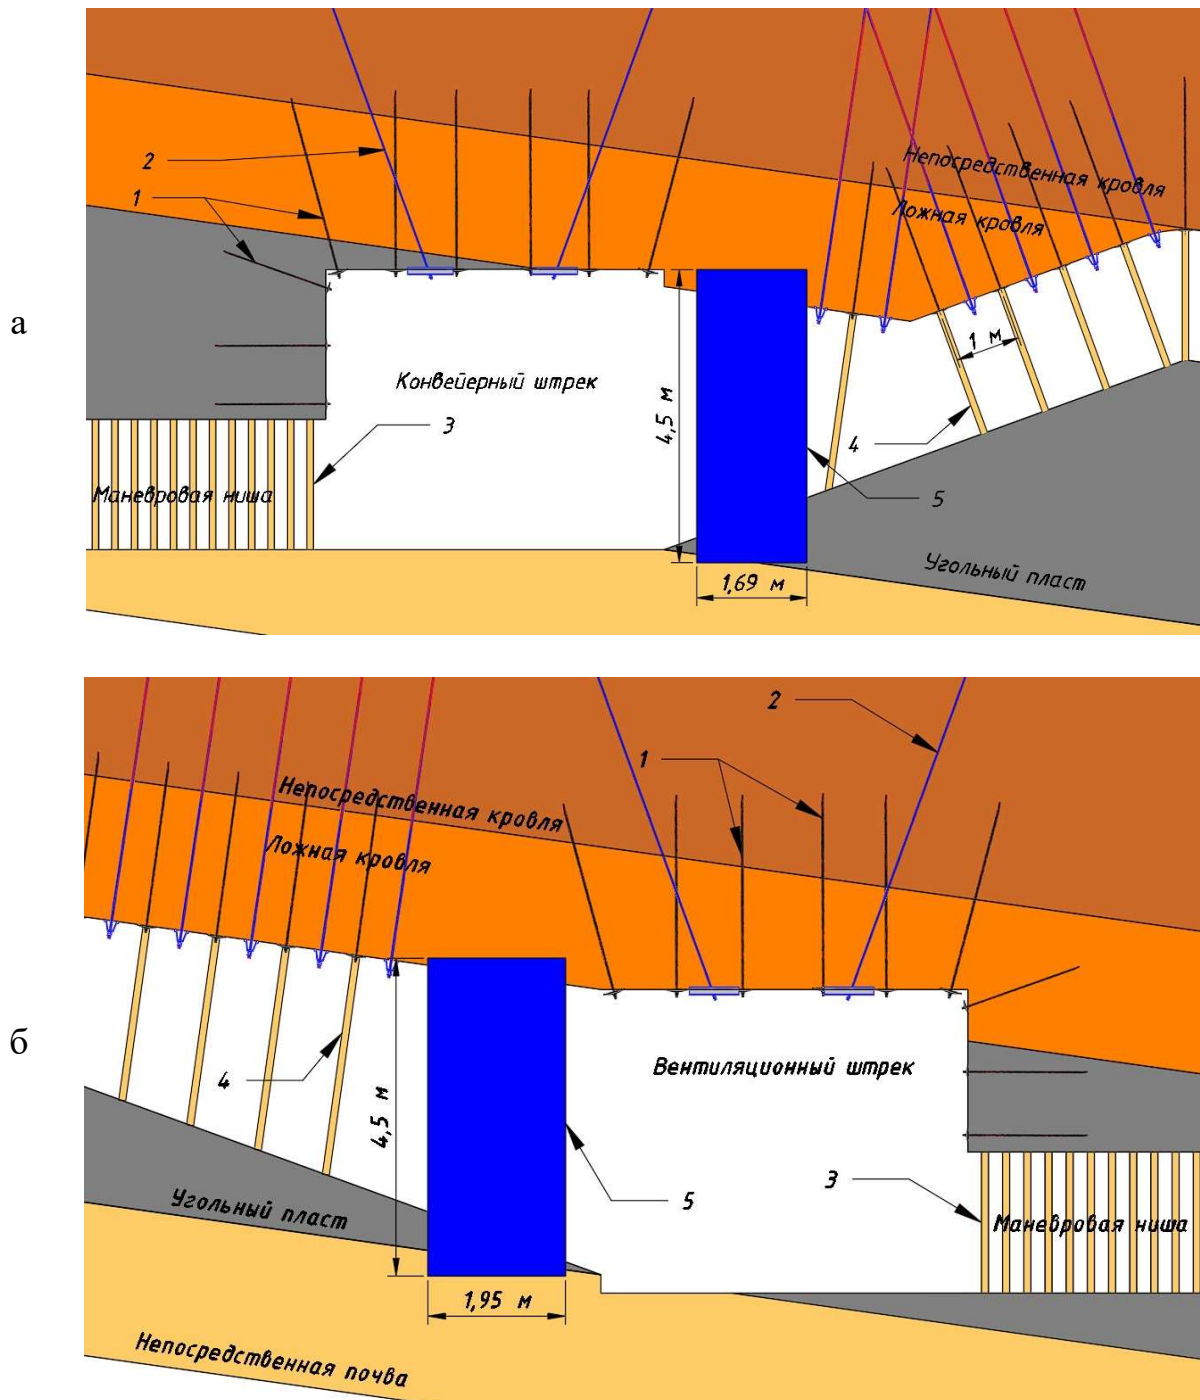 2
Непосредственная кровля
1
Ложная кровля
а
1 м
Конвейерный штрек
4,5 м
3
4
Маневровая ниша
5
Угольный пласт
1,69 м
2
1
Непосредственная кровля
Ложная кровля
б
Вентиляционный штрек
4
4,5 м
3
5
Угольный пласт
Маневровая ниша
1,95 м
Непосредственная почва